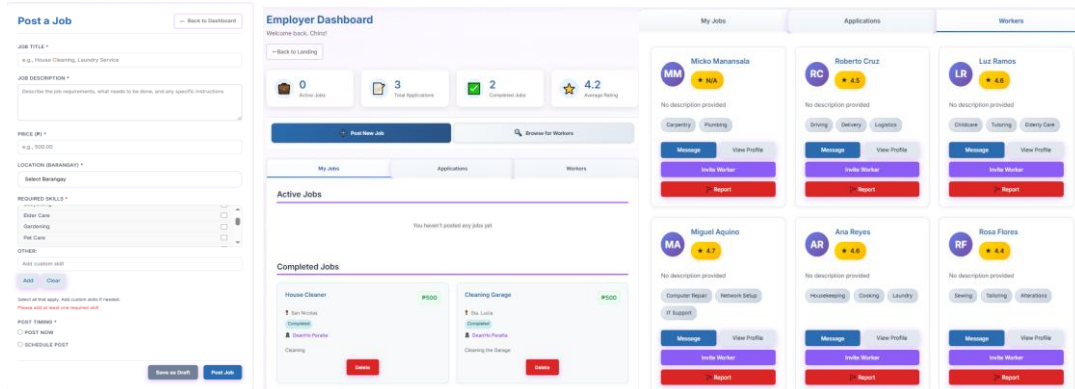 Post a Job
← Back to Dashboard
JOB TITLE *
e.g., House Cleaning, Laundry Service
JOB DESCRIPTION *
Describe the job requirements, what needs to be done, and any specific instructions
PRICE (₱) *
e.g., 500.00
LOCATION (BARANGAY) *
Select Barangay
REQUIRED SKILLS *
Elder Care
Gardening
Pet Care
OTHER:
Add custom skill
Add Clear
Select all that apply. Add custom skills if needed.
Please add at least one required skill
POST TIMING *
POST NOW
SCHEDULE POST
Save as Draft Post Job
Employer Dashboard
Welcome back, Chinz!
←Back to Landing
0
Active Jobs
3
Total Applications
2
Completed Jobs
4.2
Average Rating
Post New Job
Browse for Workers
My Jobs Applications Workers
Active Jobs
You haven't posted any jobs yet
Completed Jobs
House Cleaner ₱500
San Nicolas
Completed
Cleaning
Delete
Cleaning Garage ₱500
Sta. Lucia
Completed
Cleaning the Garage
Delete
My Jobs Applications Workers
MM
Micko Manansala
★ N/A
No description provided
Carpentry Plumbing
Message View Profile
Invite Worker
Report
RC
Roberto Cruz
★ 4.5
No description provided
Driving Delivery Logistics
Message View Profile
Invite Worker
Report
LR
Luz Ramos
★ 4.6
No description provided
Childcare Tutoring Elderly Care
Message View Profile
Invite Worker
Report
MA
Miguel Aquino
★ 4.7
No description provided
Computer Repair Network Setup
IT Support
Message View Profile
Invite Worker
Report
AR
Ana Reyes
★ 4.6
No description provided
Housekeeping Cooking Laundry
Message View Profile
Invite Worker
Report
RF
Rosa Flores
★ 4.4
No description provided
Sewing Tailoring Alterations
Message View Profile
Invite Worker
Report